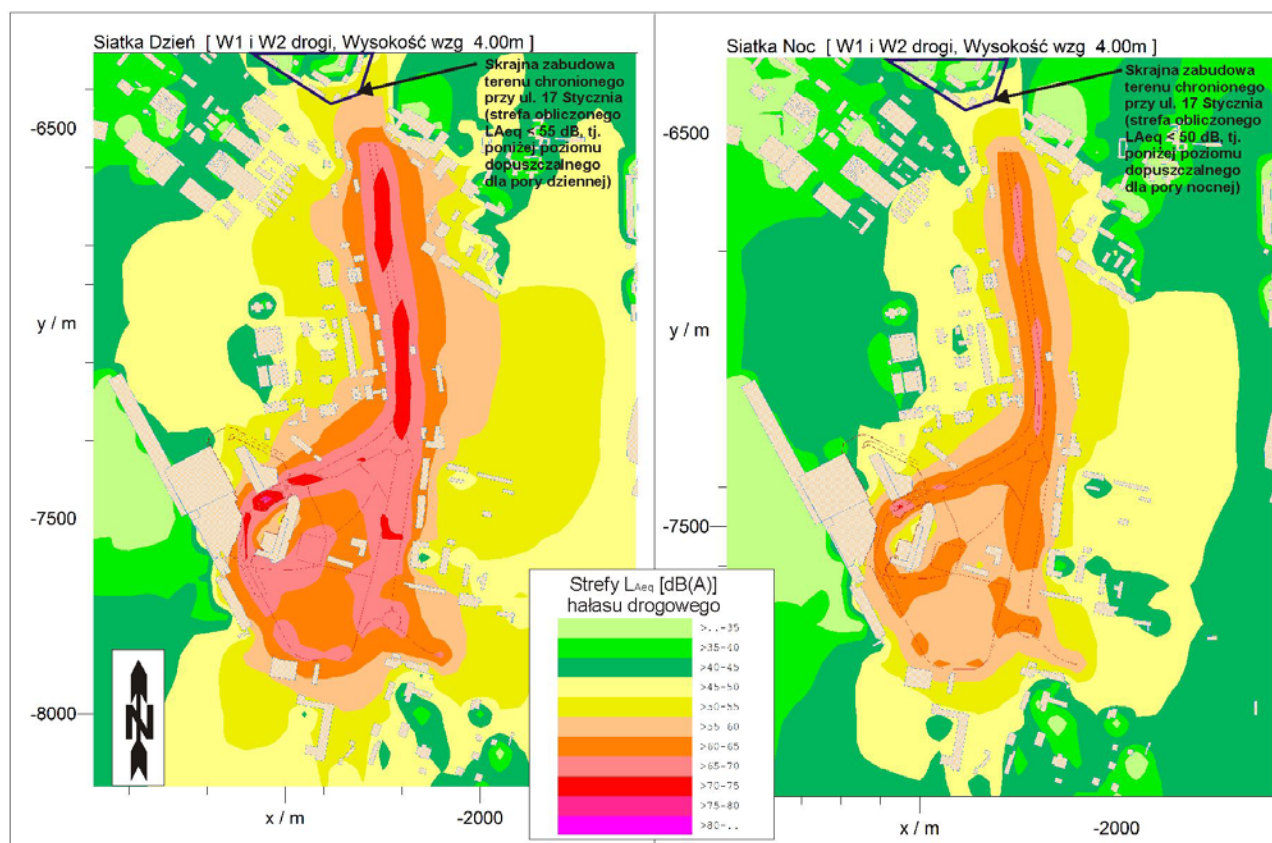 Siatka Dzień [ W1 i W2 drogi, Wysokość wzg 4.00m ]
Skrajna zabudowa
terenu chronionego
przy ul. 17 Stycznia
(strefa obliczonego
LAeq < 55 dB, tj.
poniżej poziomu
dopuszczalnego
dla pory dziennej)
-6500
y / m
-7000
-7500
-8000
N
x / m
-2000
Siatka Noc [ W1 i W2 drogi, Wysokość wzg 4.00m ]
Skrajna zabudowa
terenu chronionego
przy ul. 17 Stycznia
(strefa obliczonego
LAeq < 50 dB, tj.
poniżej poziomu
dopuszczalnego
dla pory nocnej)
-6500
y / m
-7500
x / m
-2000
Strefy LAeq [dB(A)]
hałasu drogowego
>..-35
>35-40
>40-45
>45-50
>50-55
>55-60
>60-65
>65-70
>70-75
>75-80
>80-..